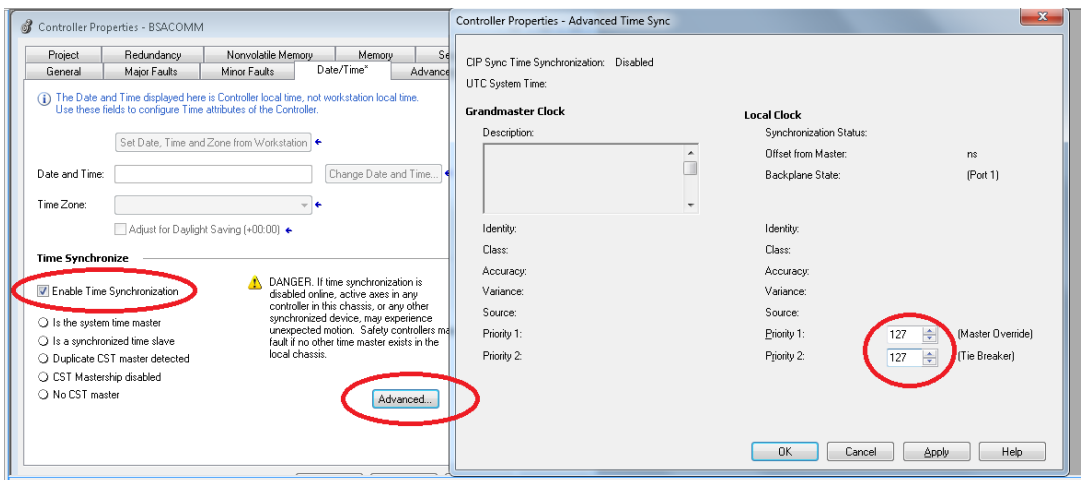 Controller Properties - BSACOMM
Project Redundancy Nonvolatile Memory Memory Se
General Major Faults Minor Faults Date/Time* Advance
The Date and Time displayed here is Controller local time, not workstation local time.
Use these fields to configure Time attributes of the Controller.
Set Date, Time and Zone from Workstation
Date and Time: Change Date and Time...
Time Zone:
Adjust for Daylight Saving (+00:00)
Time Synchronize
Enable Time Synchronization
Is the system time master
Is a synchronized time slave
Duplicate CST master detected
CST Mastership disabled
No CST master
DANGER. If time synchronization is
disabled online, active axes in any
controller in this chassis, or any other
synchronized device, may experience
unexpected motion. Safety controllers ma
fault if no other time master exists in the
local chassis.
Advanced...
Controller Properties - Advanced Time Sync
CIP Sync Time Synchronization: Disabled
UTC System Time:
Grandmaster Clock
Description:
Identity:
Class:
Accuracy:
Variance:
Source:
Priority 1:
Priority 2:
Local Clock
Synchronization Status:
Offset from Master: ns
Backplane State: (Port 1)
Identity:
Class:
Accuracy:
Variance:
Source:
Priority 1: 127 (Master Override)
Priority 2: 127 (Tie Breaker)
OK Cancel Apply Help